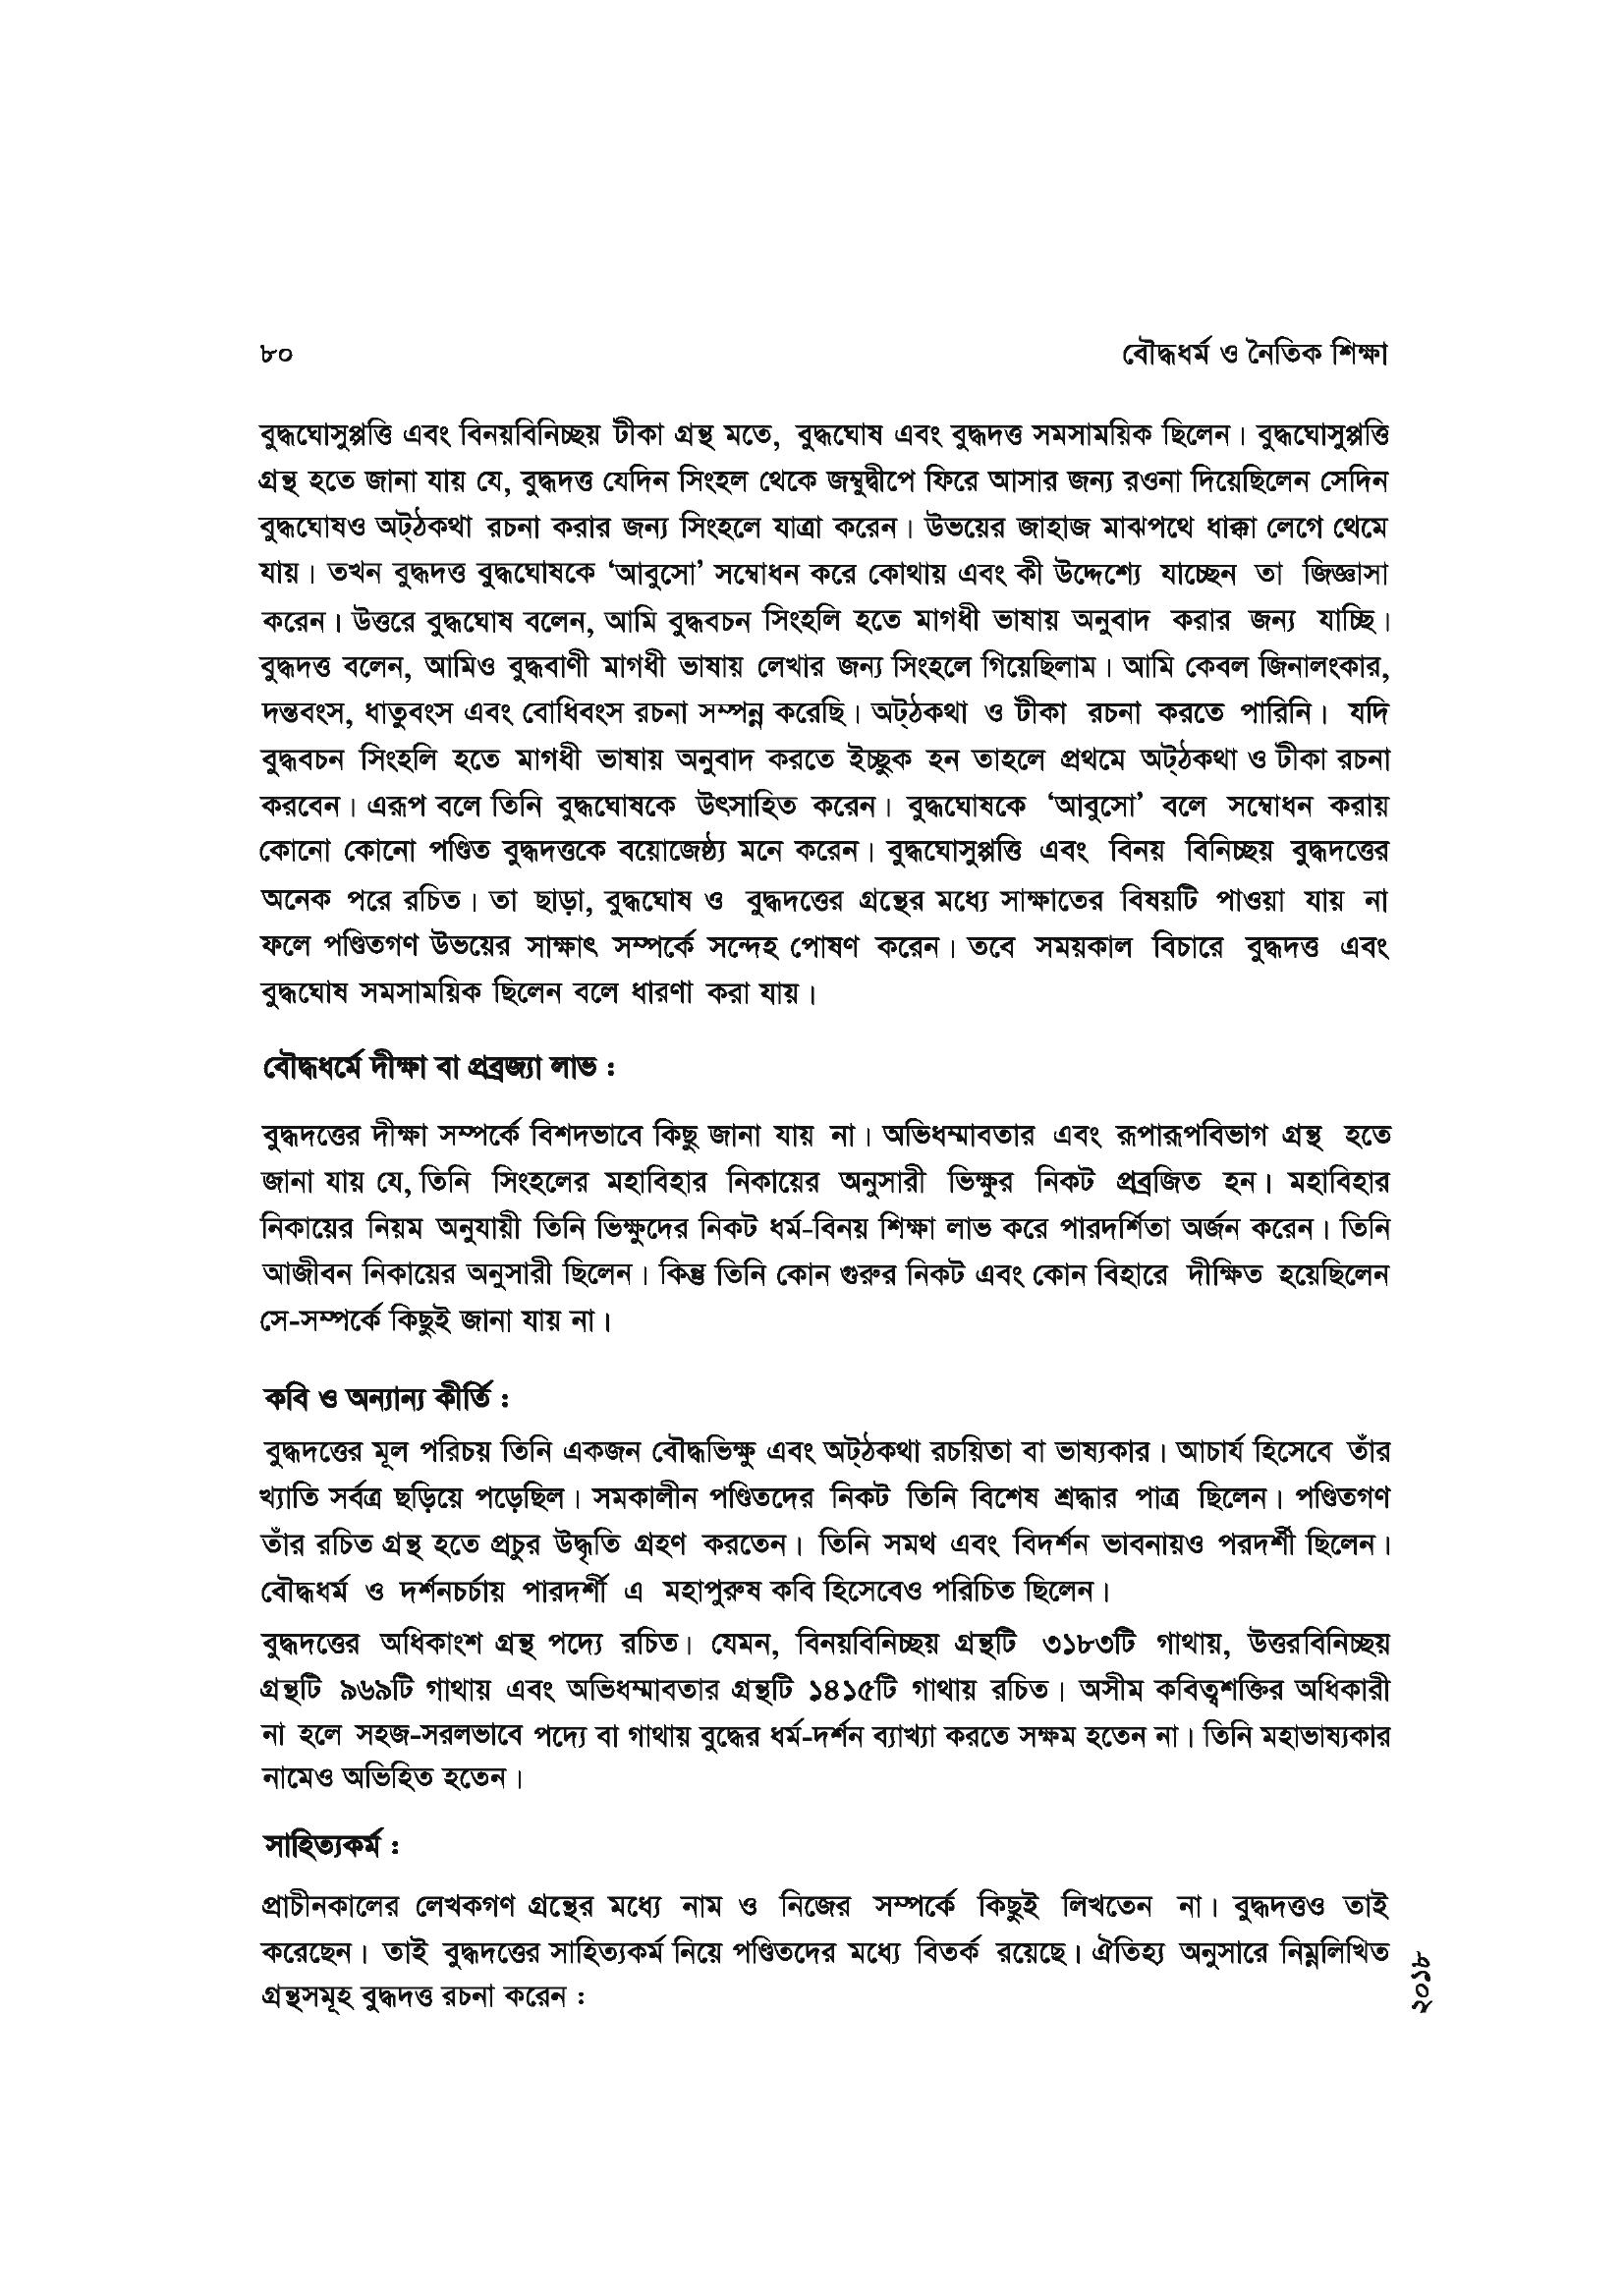 ৮০ বৌদ্ধধর্ম ও নৈতিক শিক্ষা
বুদ্ধঘোসুপ্পত্তি এবং বিনয়বিনিচ্ছয় টীকা গ্রন্থ মতে, বুদ্ধঘোষ এবং বুদ্ধদত্ত সমসাময়িক ছিলেন। বুদ্ধঘোসুপ্পত্তি
গ্রন্থ হতে জানা যায় যে, বুদ্ধদত্ত যেদিন সিংহল থেকে জম্বুদ্বীপে ফিরে আসার জন্য রওনা দিয়েছিলেন সেদিন
বুদ্ধঘোষও অট্ঠকথা রচনা করার জন্য সিংহলে যাত্রা করেন। উভয়ের জাহাজ মাঝপথে ধাক্কা লেগে থেমে
যায়। তখন বুদ্ধদত্ত বুদ্ধঘোষকে ‘আবুসো’ সম্বোধন করে কোথায় এবং কী উদ্দেশ্যে যাচ্ছেন তা জিজ্ঞাসা
করেন। উত্তরে বুদ্ধঘোষ বলেন, আমি বুদ্ধবচন সিংহলি হতে মাগধী ভাষায় অনুবাদ করার জন্য যাচ্ছি।
বুদ্ধদত্ত বলেন, আমিও বুদ্ধবাণী মাগধী ভাষায় লেখার জন্য সিংহলে গিয়েছিলাম। আমি কেবল জিনালংকার,
দন্তবংস, ধাতুবংস এবং বোধিবংস রচনা সম্পন্ন করেছি। অট্ঠকথা ও টীকা রচনা করতে পারিনি। যদি
বুদ্ধবচন সিংহলি হতে মাগধী ভাষায় অনুবাদ করতে ইচ্ছুক হন তাহলে প্রথমে অট্ঠকথা ও টীকা রচনা
করবেন। এরূপ বলে তিনি বুদ্ধঘোষকে উৎসাহিত করেন। বুদ্ধঘোষকে ‘আবুসো’ বলে সম্বোধন করায়
কোনো কোনো পণ্ডিত বুদ্ধদত্তকে বয়োজেষ্ঠ্য মনে করেন। বুদ্ধঘোসুপ্পত্তি এবং বিনয় বিনিচ্ছয় বুদ্ধদত্তের
অনেক পরে রচিত। তা ছাড়া, বুদ্ধঘোষ ও বুদ্ধদত্তের গ্রন্থের মধ্যে সাক্ষাতের বিষয়টি পাওয়া যায় না
ফলে পণ্ডিতগণ উভয়ের সাক্ষাৎ সম্পর্কে সন্দেহ পোষণ করেন। তবে সময়কাল বিচারে বুদ্ধদত্ত এবং
বুদ্ধঘোষ সমসাময়িক ছিলেন বলে ধারণা করা যায়।
বৌদ্ধধর্মে দীক্ষা বা প্রব্রজ্যা লাভ :
বুদ্ধদত্তের দীক্ষা সম্পর্কে বিশদভাবে কিছু জানা যায় না। অভিধম্মাবতার এবং রূপারূপবিভাগ গ্রন্থ হতে
জানা যায় যে, তিনি সিংহলের মহাবিহার নিকায়ের অনুসারী ভিক্ষুর নিকট প্রব্রজিত হন। মহাবিহার
নিকায়ের নিয়ম অনুযায়ী তিনি ভিক্ষুদের নিকট ধর্ম-বিনয় শিক্ষা লাভ করে পারদর্শিতা অর্জন করেন। তিনি
আজীবন নিকায়ের অনুসারী ছিলেন। কিন্তু তিনি কোন গুরুর নিকট এবং কোন বিহারে দীক্ষিত হয়েছিলেন
সে-সম্পর্কে কিছুই জানা যায় না।
কবি ও অন্যান্য কীর্তি :
বুদ্ধদত্তের মূল পরিচয় তিনি একজন বৌদ্ধভিক্ষু এবং অট্ঠকথা রচয়িতা বা ভাষ্যকার। আচার্য হিসেবে তাঁর
খ্যাতি সর্বত্র ছড়িয়ে পড়েছিল। সমকালীন পণ্ডিতদের নিকট তিনি বিশেষ শ্রদ্ধার পাত্র ছিলেন। পণ্ডিতগণ
তাঁর রচিত গ্রন্থ হতে প্রচুর উদ্ধৃতি গ্রহণ করতেন। তিনি সমথ এবং বিদর্শন ভাবনায়ও পরদর্শী ছিলেন।
বৌদ্ধধর্ম ও দর্শনচর্চায় পারদর্শী এ মহাপুরুষ কবি হিসেবেও পরিচিত ছিলেন।
বুদ্ধদত্তের অধিকাংশ গ্রন্থ পদ্যে রচিত। যেমন, বিনয়বিনিচ্ছয় গ্রন্থটি ৩১৮৩টি গাথায়, উত্তরবিনিচ্ছয়
গ্রন্থটি ৯৬৯টি গাথায় এবং অভিধম্মাবতার গ্রন্থটি ১৪১৫টি গাথায় রচিত। অসীম কবিত্বশক্তির অধিকারী
না হলে সহজ-সরলভাবে পদ্যে বা গাথায় বুদ্ধের ধর্ম-দর্শন ব্যাখ্যা করতে সক্ষম হতেন না। তিনি মহাভাষ্যকার
নামেও অভিহিত হতেন।
সাহিত্যকর্ম :
প্রাচীনকালের লেখকগণ গ্রন্থের মধ্যে নাম ও নিজের সম্পর্কে কিছুই লিখতেন না। বুদ্ধদত্তও তাই
করেছেন। তাই বুদ্ধদত্তের সাহিত্যকর্ম নিয়ে পণ্ডিতদের মধ্যে বিতর্ক রয়েছে। ঐতিহ্য অনুসারে নিম্নলিখিত
গ্রন্থসমূহ বুদ্ধদত্ত রচনা করেন :
২০১৮